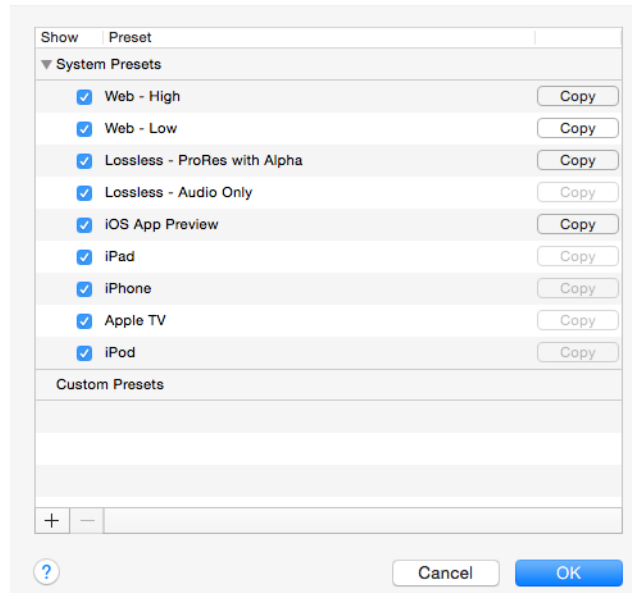 Show Preset
System Presets
Web - High Copy
Web - Low Copy
Lossless - ProRes with Alpha Copy
Lossless - Audio Only Copy
iOS App Preview Copy
iPad Copy
iPhone Copy
Apple TV Copy
iPod Copy
Custom Presets
+ —
? Cancel OK